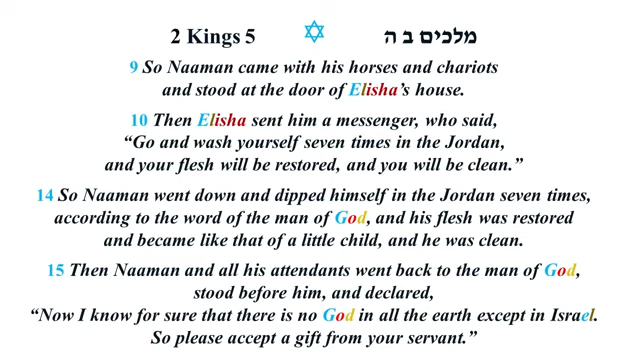 2 Kings 5 ✡ מלכים ב ה
9 So Naaman came with his horses and chariots
and stood at the door of Elisha's house.
10 Then Elisha sent him a messenger, who said,
“Go and wash yourself seven times in the Jordan,
and your flesh will be restored, and you will be clean.”
14 So Naaman went down and dipped himself in the Jordan seven times,
according to the word of the man of God, and his flesh was restored
and became like that of a little child, and he was clean.
15 Then Naaman and all his attendants went back to the man of God,
stood before him, and declared,
“Now I know for sure that there is no God in all the earth except in Israel.
So please accept a gift from your servant.”